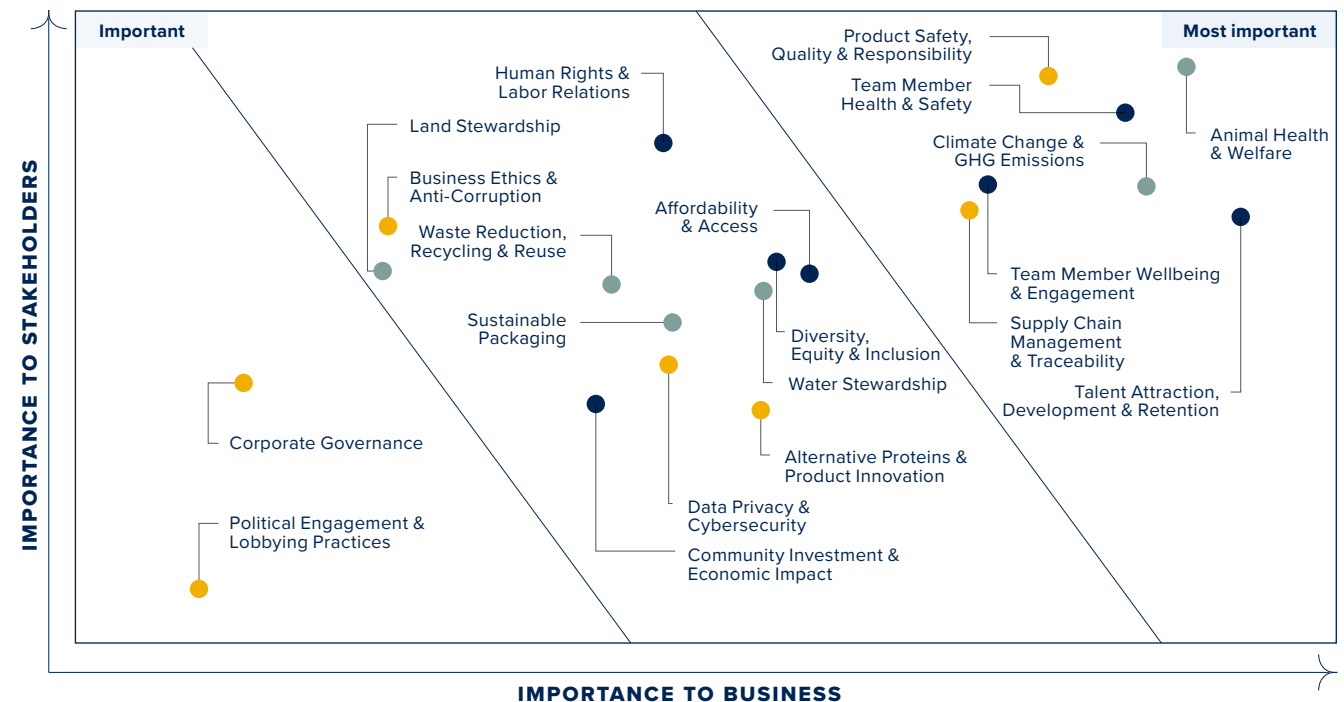 Important
Most important
Product Safety,
Quality & Responsibility
Human Rights &
Labor Relations
Team Member
Health & Safety
Land Stewardship
Animal Health
& Welfare
Climate Change &
GHG Emissions
Business Ethics &
Anti-Corruption
Affordability
& Access
Waste Reduction,
Recycling & Reuse
Team Member Wellbeing
& Engagement
Sustainable
Packaging
Supply Chain
Management
& Traceability
Diversity,
Equity & Inclusion
Water Stewardship
Talent Attraction,
Development & Retention
Corporate Governance
Alternative Proteins &
Product Innovation
Data Privacy &
Cybersecurity
Political Engagement &
Lobbying Practices
Community Investment &
Economic Impact
IMPORTANCE TO STAKEHOLDERS
IMPORTANCE TO BUSINESS